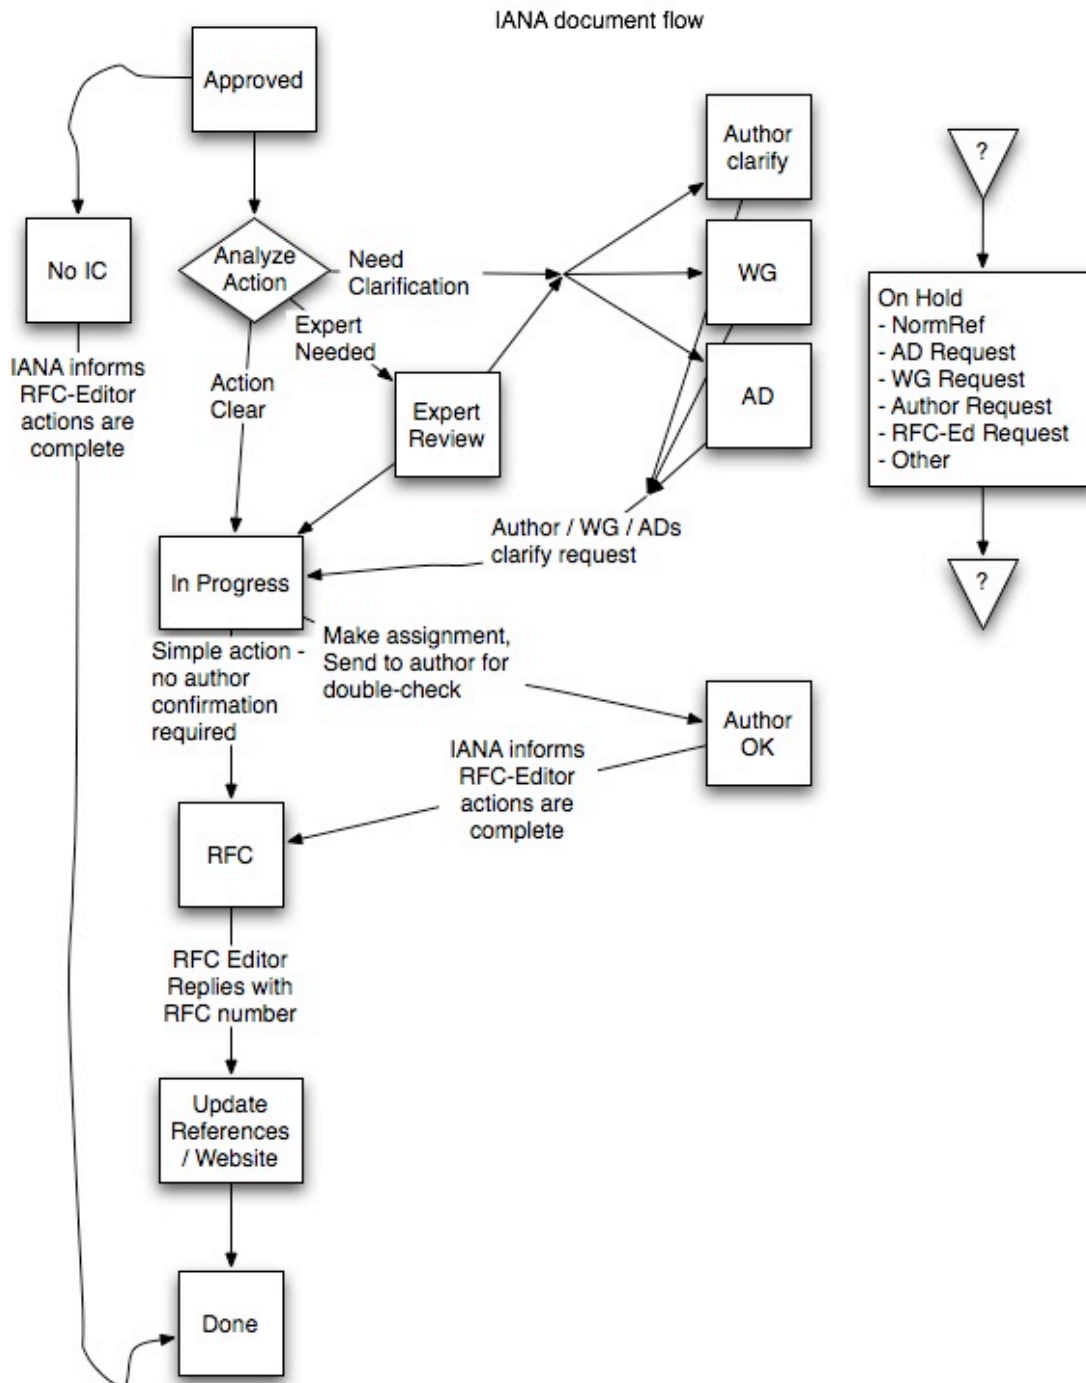 IANA document flow
Approved
Author
clarify
?
No IC
Analyze
Action
Need
Clarification
WG
On Hold
- NormRef
- AD Request
- WG Request
- Author Request
- RFC-Ed Request
- Other
Expert
Needed
IANA informs
RFC-Editor
actions are
complete
Action
Clear
Expert
Review
AD
Author / WG / ADs
clarify request
In Progress
?
Simple action -
no author
confirmation
required
Make assignment,
Send to author for
double-check
Author
OK
IANA informs
RFC-Editor
actions are
complete
RFC
RFC Editor
Replies with
RFC number
Update
References
/ Website
Done